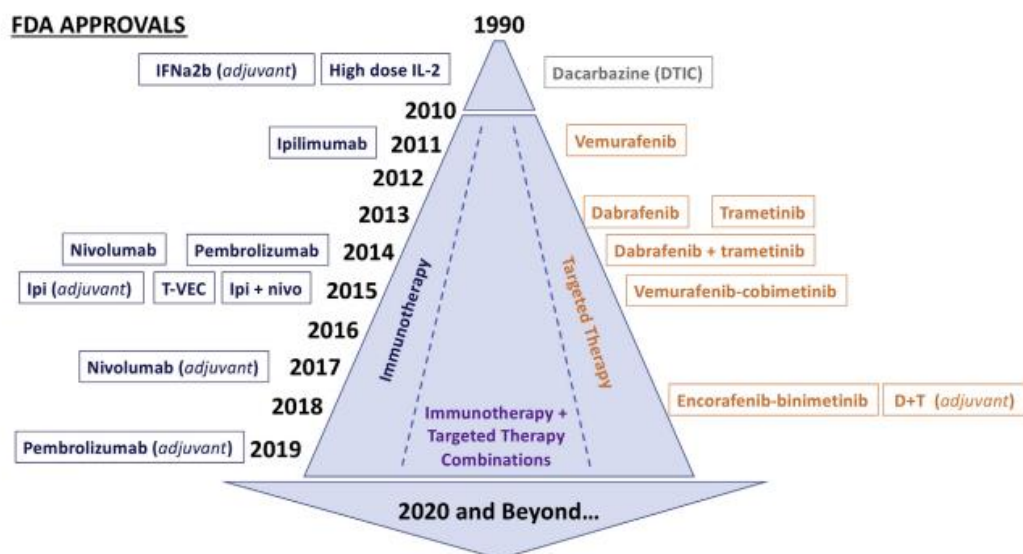 FDA APPROVALS
1990
IFNa2b (adjuvant) High dose IL-2 Dacarbazine (DTIC)
2010
Ipilimumab 2011 Vemurafenib
2012
2013 Dabrafenib Trametinib
Nivolumab Pembrolizumab 2014 Dabrafenib + trametinib
Ipi (adjuvant) T-VEC Ipi + nivo 2015 Vemurafenib-cobimetinib
Immunotherapy
Targeted Therapy
2016
Nivolumab (adjuvant) 2017
2018 Encorafenib-binimetinib D+T (adjuvant)
Immunotherapy +
Targeted Therapy
Combinations
Pembrolizumab (adjuvant) 2019
2020 and Beyond...